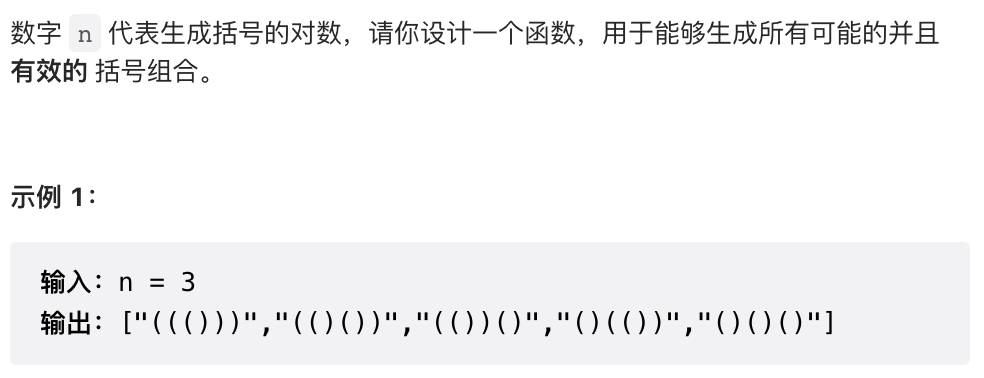 数字 n 代表生成括号的对数，请你设计一个函数，用于能够生成所有可能的并且
有效的 括号组合。
示例 1：
输入：n = 3
输出：["((()))","(()())","(())()","()(())","()()()"]